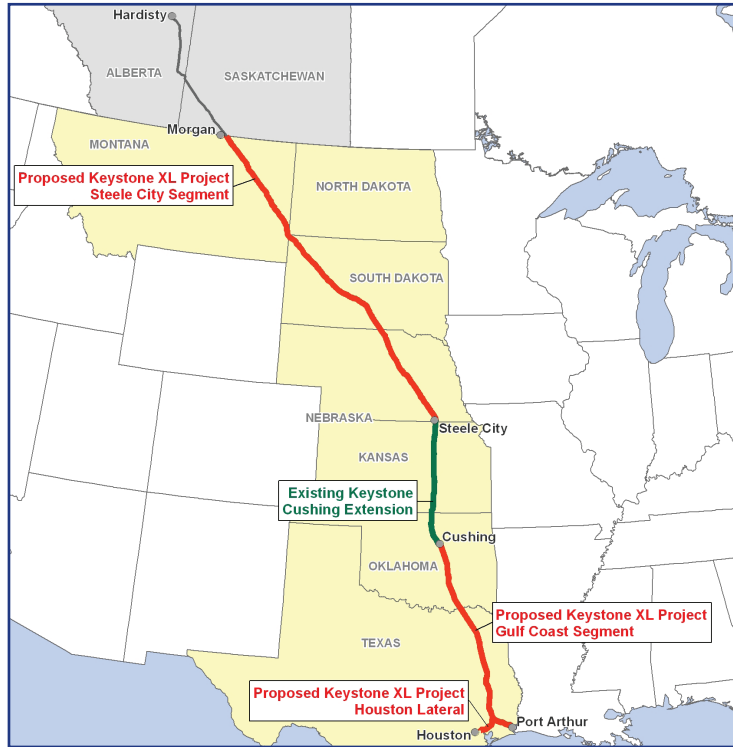 Hardisty
ALBERTA
SASKATCHEWAN
Morgan
MONTANA
Proposed Keystone XL Project
Steele City Segment
NORTH DAKOTA
SOUTH DAKOTA
NEBRASKA
Steele City
KANSAS
Existing Keystone
Cushing Extension
Cushing
OKLAHOMA
Proposed Keystone XL Project
Gulf Coast Segment
TEXAS
Proposed Keystone XL Project
Houston Lateral
Port Arthur
Houston